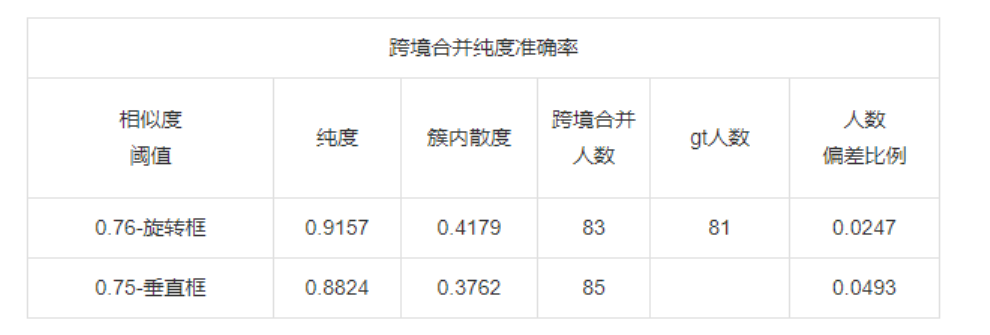 跨境合并纯度准确率
相似度
阈值
纯度
簇内散度
跨境合并
人数
gt人数
人数
偏差比例
0.76-旋转框
0.9157
0.4179
83
81
0.0247
0.75-垂直框
0.8824
0.3762
85
0.0493